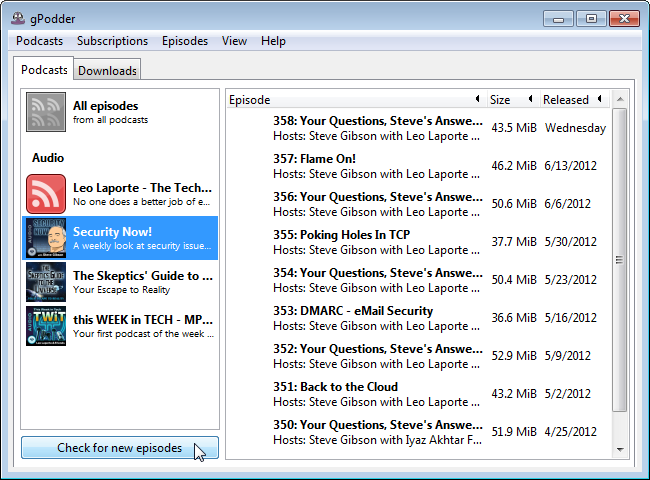 gPodder
Podcasts Subscriptions Episodes View Help
Podcasts Downloads
All episodes
from all podcasts
Audio
Leo Laporte - The Tech...
No one does a better job of e...
Security Now!
A weekly look at security issue...
The Skeptics' Guide to ...
Your Escape to Reality
this WEEK in TECH - MP...
Your first podcast of the week ...
Check for new episodes
Episode Size Released
358: Your Questions, Steve's Answe...
Hosts: Steve Gibson with Leo Laporte ...
43.5 MiB Wednesday
357: Flame On!
Hosts: Steve Gibson with Leo Laporte ...
46.2 MiB 6/13/2012
356: Your Questions, Steve's Answe...
Hosts: Steve Gibson with Leo Laporte ...
50.6 MiB 6/6/2012
355: Poking Holes In TCP
Hosts: Steve Gibson with Leo Laporte ...
37.7 MiB 5/30/2012
354: Your Questions, Steve's Answe...
Hosts: Steve Gibson with Leo Laporte ...
50.4 MiB 5/23/2012
353: DMARC - eMail Security
Hosts: Steve Gibson with Leo Laporte ...
36.6 MiB 5/16/2012
352: Your Questions, Steve's Answe...
Hosts: Steve Gibson with Leo Laporte ...
52.9 MiB 5/9/2012
351: Back to the Cloud
Hosts: Steve Gibson with Leo Laporte ...
43.2 MiB 5/2/2012
350: Your Questions, Steve's Answe...
Hosts: Steve Gibson with Iyaz Akhtar F...
51.9 MiB 4/25/2012